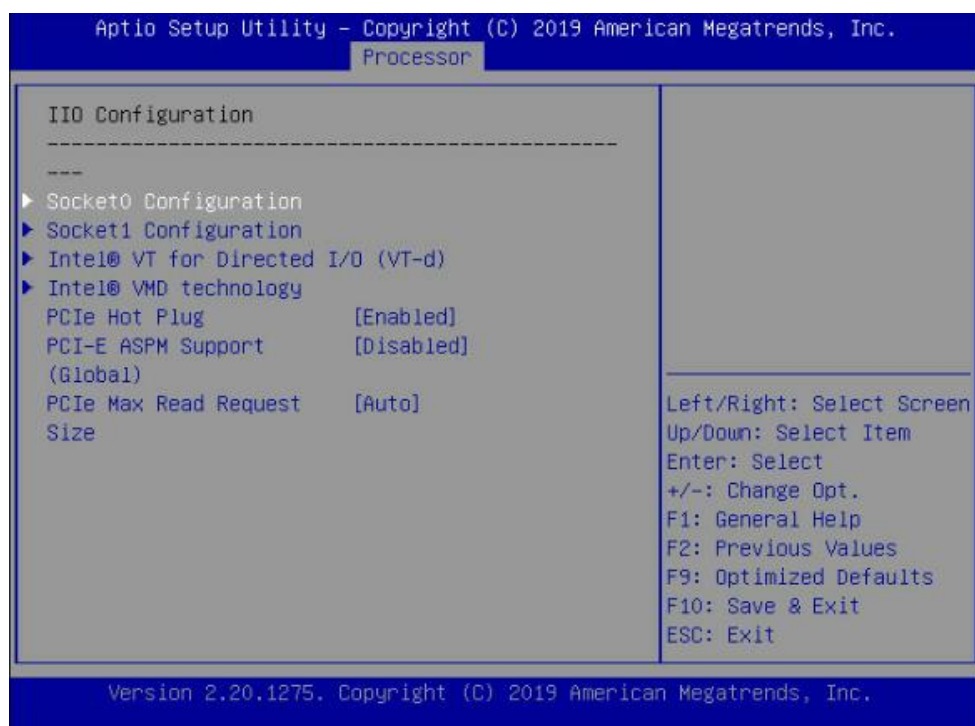 Aptio Setup Utility – Copyright (C) 2019 American Megatrends, Inc.
Processor
IIO Configuration
-----------------------------------------------
---
Socket0 Configuration
Socket1 Configuration
Intel® VT for Directed I/O (VT-d)
Intel® VMD technology
PCIe Hot Plug [Enabled]
PCI-E ASPM Support [Disabled]
(Global)
PCIe Max Read Request [Auto]
Size
Left/Right: Select Screen
Up/Down: Select Item
Enter: Select
+/-: Change Opt.
F1: General Help
F2: Previous Values
F9: Optimized Defaults
F10: Save & Exit
ESC: Exit
Version 2.20.1275. Copyright (C) 2019 American Megatrends, Inc.